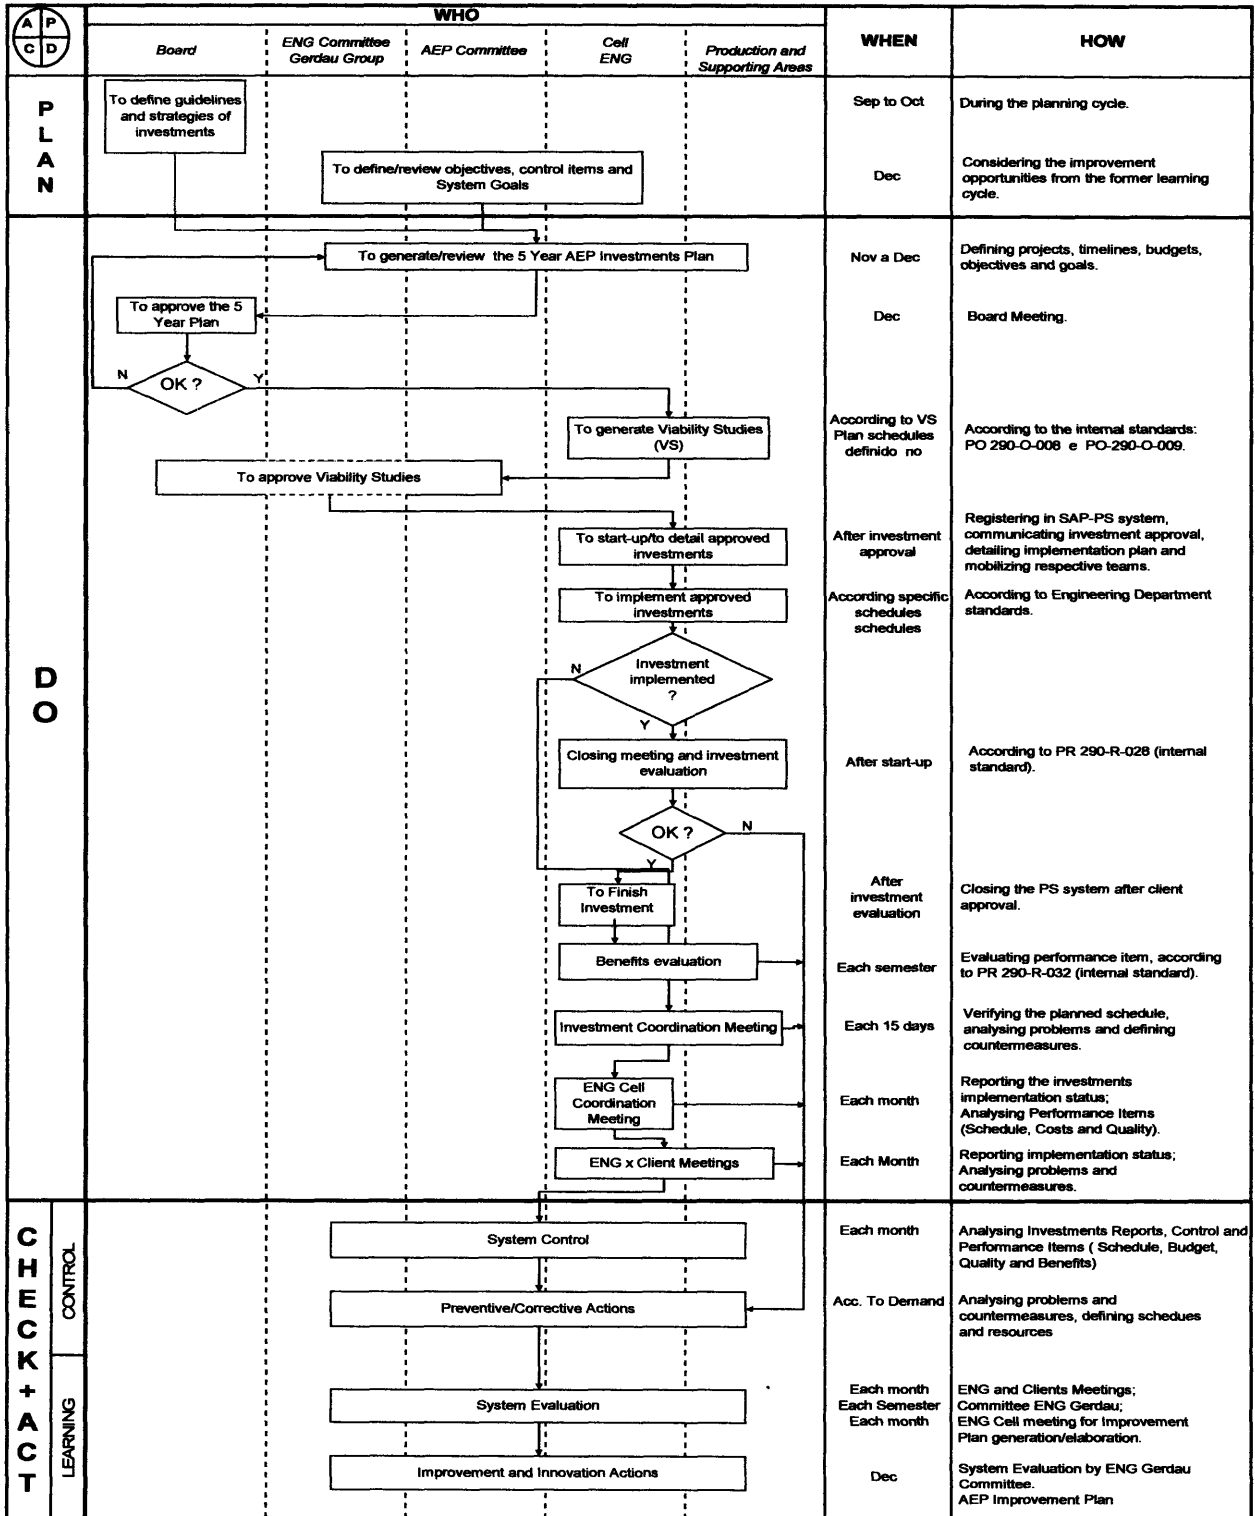 A P
C D
WHO
Board
ENG Committee
Gerdau Group
AEP Committee
Cell
ENG
Production and
Supporting Areas
WHEN
HOW
PLAN
To define guidelines
and strategies of
investments
Sep to Oct
During the planning cycle.
To define/review objectives, control items and
System Goals
Dec
Considering the improvement
opportunities from the former learning
cycle.
DO
To generate/review the 5 Year AEP Investments Plan
Nov a Dec
Defining projects, timelines, budgets,
objectives and goals.
To approve the 5
Year Plan
Dec
Board Meeting.
N
OK ?
Y
To generate Viability Studies
(VS)
According to VS
Plan schedules
definido no
According to the internal standards:
PO 290-O-008 e PO-290-O-009.
To approve Viability Studies
To start-up/to detail approved
investments
After investment
approval
Registering in SAP-PS system,
communicating investment approval,
detailing implementation plan and
mobilizing respective teams.
To implement approved
investments
According specific
schedules
schedules
According to Engineering Department
standards.
N
Investment
implemented
?
Y
Closing meeting and investment
evaluation
After start-up
According to PR 290-R-028 (internal
standard).
OK ?
N
Y
To Finish
Investment
After
investment
evaluation
Closing the PS system after client
approval.
Benefits evaluation
Each semester
Evaluating performance item, according
to PR 290-R-032 (internal standard).
Investment Coordination Meeting
Each 15 days
Verifying the planned schedule,
analysing problems and defining
countermeasures.
ENG Cell
Coordination
Meeting
Each month
Reporting the investments
implementation status;
Analysing Performance Items
(Schedule, Costs and Quality).
ENG x Client Meetings
Each Month
Reporting implementation status;
Analysing problems and
countermeasures.
CHECK+ACT
CONTROL
System Control
Each month
Analysing Investments Reports, Control and
Performance Items ( Schedule, Budget,
Quality and Benefits)
Preventive/Corrective Actions
Acc. To Demand
Analysing problems and
countermeasures, defining schedues
and resources
LEARNING
System Evaluation
Each month
Each Semester
Each month
ENG and Clients Meetings;
Committee ENG Gerdau;
ENG Cell meeting for Improvement
Plan generation/elaboration.
Improvement and Innovation Actions
Dec
System Evaluation by ENG Gerdau
Committee.
AEP Improvement Plan